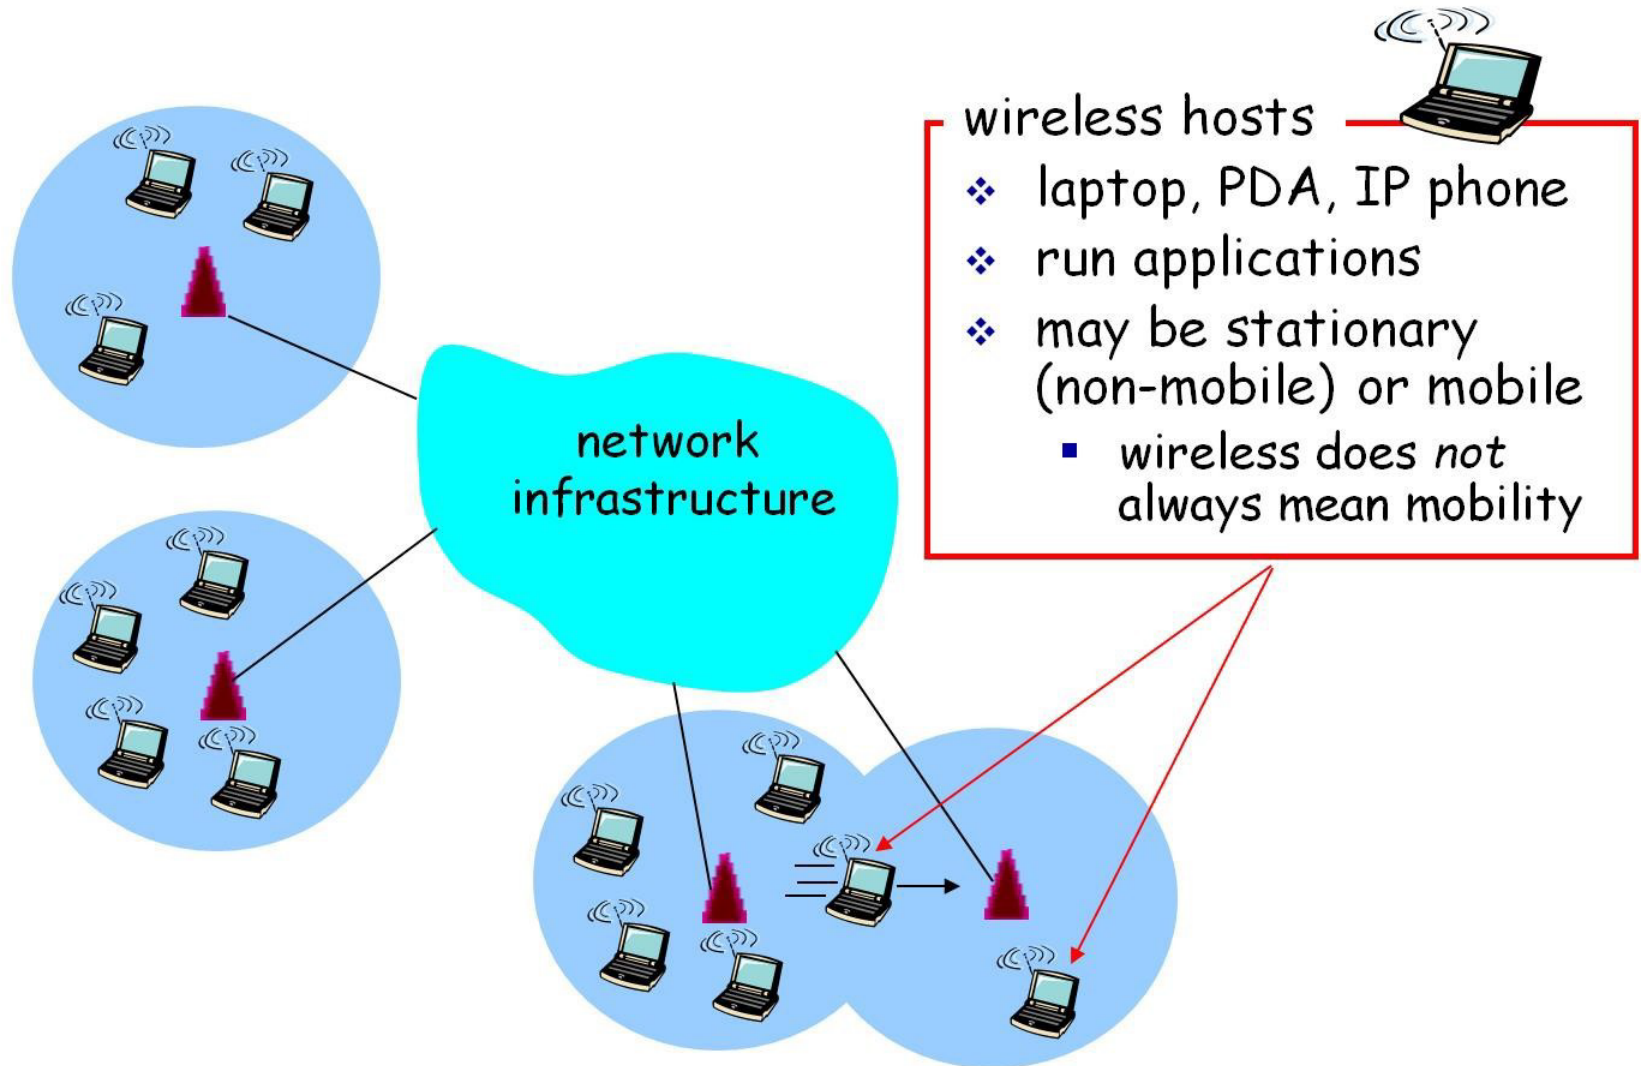 wireless hosts
❖ laptop, PDA, IP phone
❖ run applications
❖ may be stationary
(non-mobile) or mobile
▪ wireless does not
always mean mobility
network
infrastructure